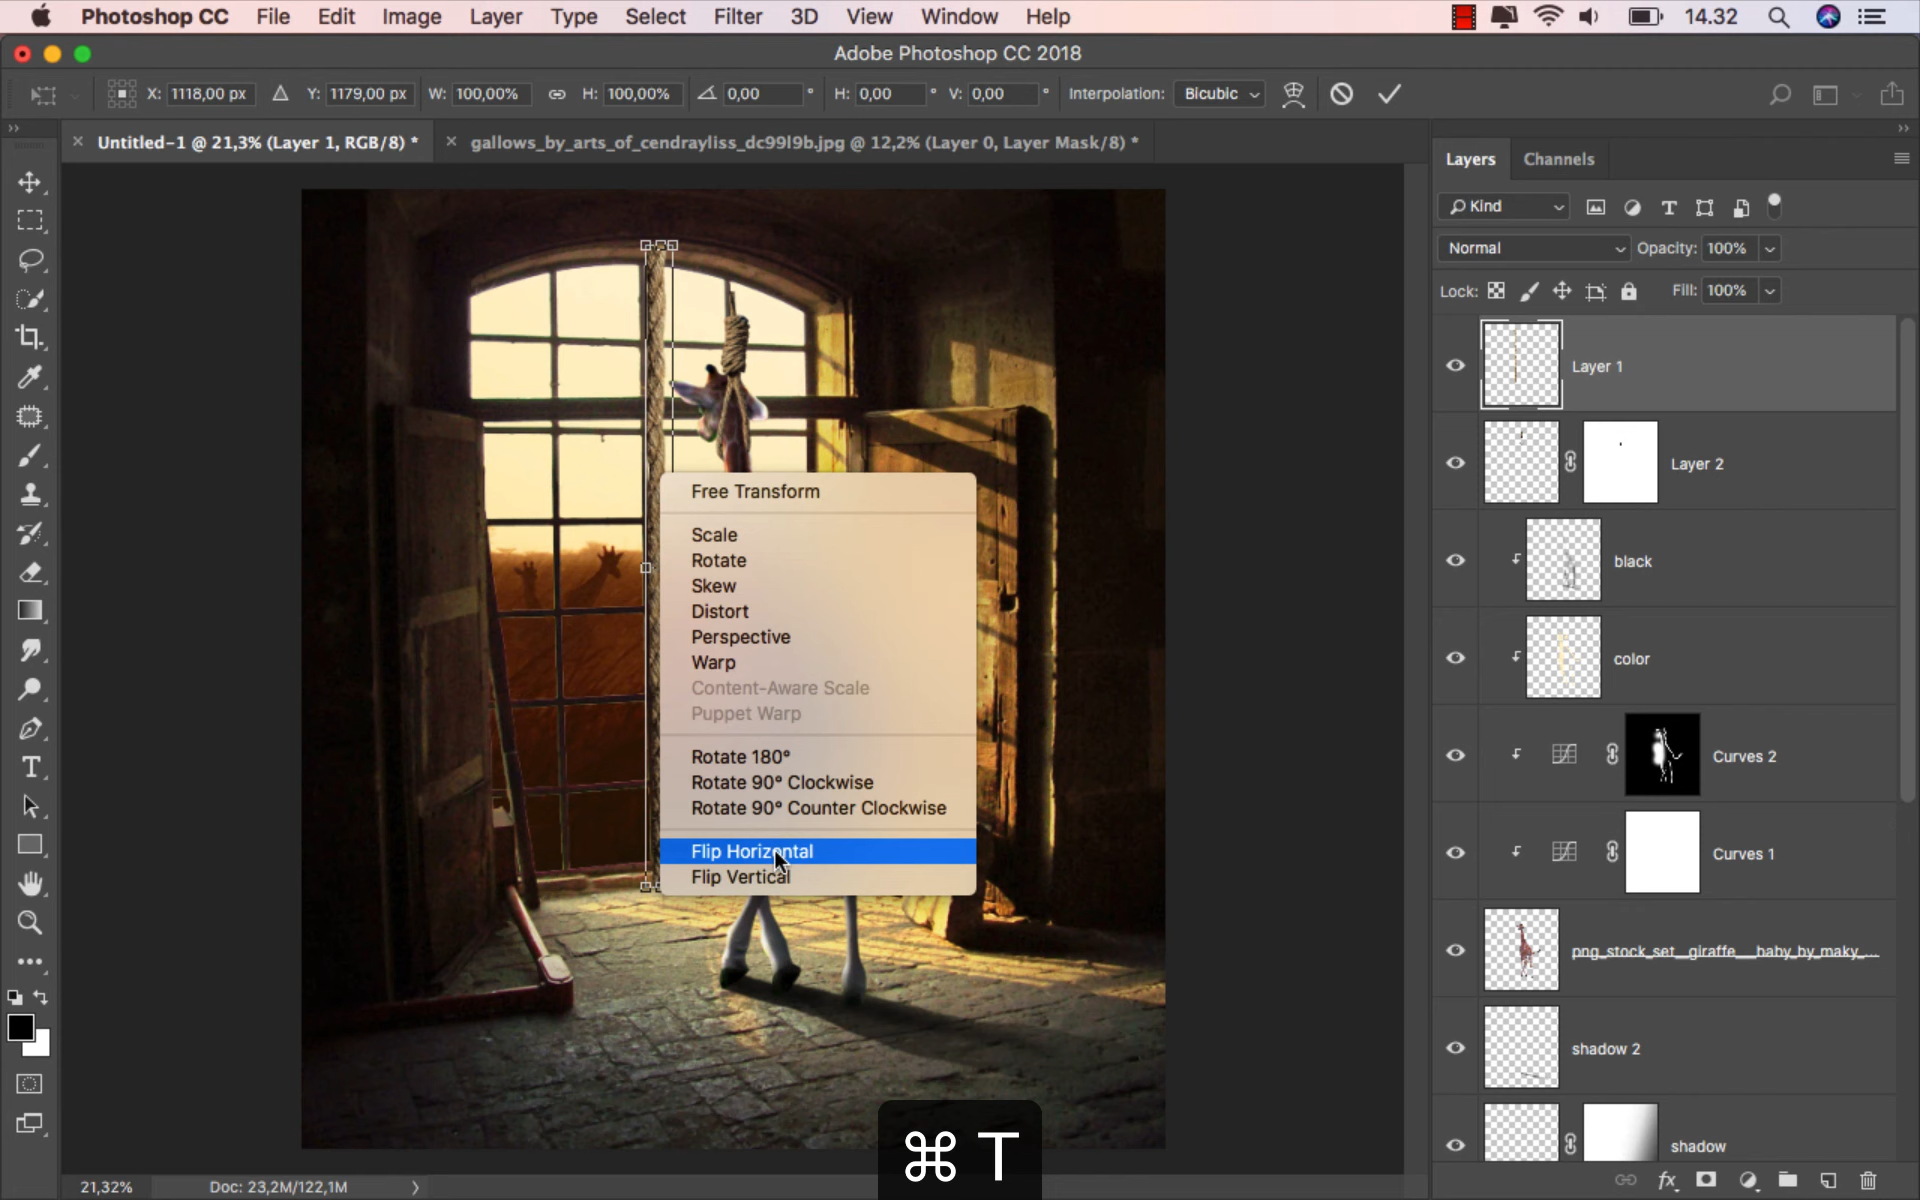 Photoshop CC File Edit Image Layer Type Select Filter 3D View Window Help 14.32
Adobe Photoshop CC 2018
X: 1118,00 px Y: 1179,00 px W: 100,00% H: 100,00% 0,00 ° H: 0,00 ° V: 0,00 ° Interpolation: Bicubic
Untitled-1 @ 21,3% (Layer 1, RGB/8) * gallows_by_arts_of_cendrayliss_dc99l9b.jpg @ 12,2% (Layer 0, Layer Mask/8) *
Layers Channels
Kind
Normal Opacity: 100%
Lock: Fill: 100%
Layer 1
Layer 2
black
color
Curves 2
Curves 1
png_stock_set__giraffe___baby_by_maky_...
shadow 2
shadow
fx
Free Transform
Scale
Rotate
Skew
Distort
Perspective
Warp
Content-Aware Scale
Puppet Warp
Rotate 180°
Rotate 90° Clockwise
Rotate 90° Counter Clockwise
Flip Horizontal
Flip Vertical
⌘ T
21,32% Doc: 23,2M/122,1M